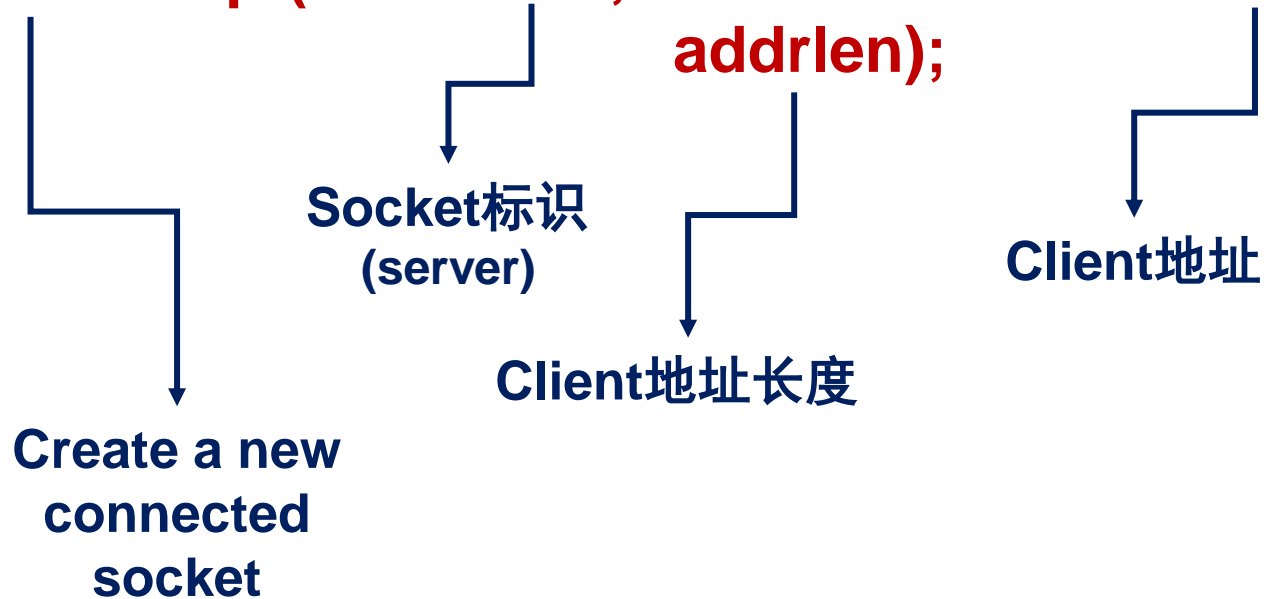 addrlen);
Socket标识
(server)
Client地址
Client地址长度
Create a new
connected
socket